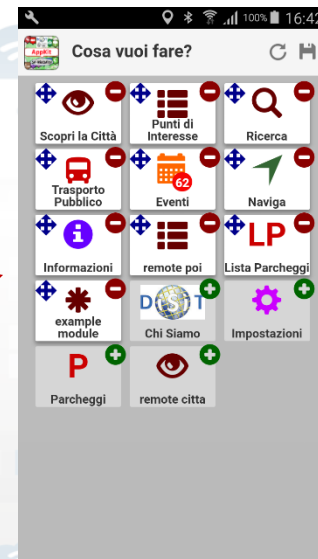 100% 16:42
AppKit Cosa vuoi fare?
Scopri la Città
Punti di
Interesse
Ricerca
Trasporto
Pubblico
62
Eventi
Naviga
Informazioni
remote poi
LP
Lista Parcheggi
example
module
DISIT
Chi Siamo
Impostazioni
P
Parcheggi
remote citta